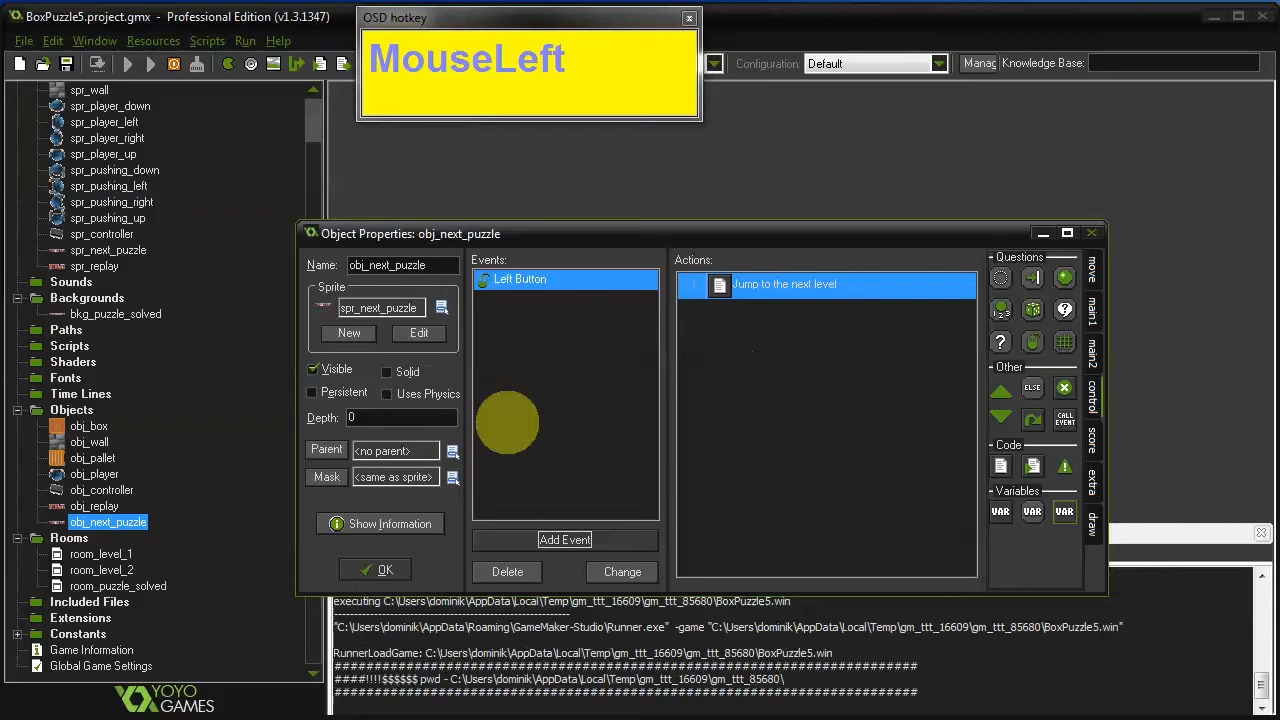 BoxPuzzle5.project.gmx - Professional Edition (v1.3.1347)
OSD hotkey
MouseLeft
File Edit Window Resources Scripts Run Help
Configuration: Default Manag Knowledge Base:
spr_wall
spr_player_down
spr_player_left
spr_player_right
spr_player_up
spr_pushing_down
spr_pushing_left
spr_pushing_right
spr_pushing_up
spr_controller
spr_next_puzzle
spr_replay
Sounds
Backgrounds
bkg_puzzle_solved
Paths
Scripts
Shaders
Fonts
Time Lines
Objects
obj_box
obj_wall
obj_pallet
obj_player
obj_controller
obj_replay
obj_next_puzzle
Rooms
room_level_1
room_level_2
room_puzzle_solved
Included Files
Extensions
Constants
Game Information
Global Game Settings
YOYO
GAMES
Object Properties: obj_next_puzzle
Name: obj_next_puzzle
Sprite
spr_next_puzzle
New Edit
Visible Solid
Persistent Uses Physics
Depth: 0
Parent <no parent>
Mask <same as sprite>
Show Information
OK
Events:
Left Button
Add Event
Delete Change
Actions:
1 Jump to the next level
Questions
Other
ELSE
CALL EVENT
Code
Variables
VAR VAR VAR
move
main1
main2
control
score
extra
draw
executing C:\Users\dominik\AppData\Local\Temp\gm_ttt_16609\gm_ttt_85680\BoxPuzzle5.win
"C:\Users\dominik\AppData\Roaming\GameMaker-Studio\Runner.exe" -game "C:\Users\dominik\AppData\Local\Temp\gm_ttt_16609\gm_ttt_85680\BoxPuzzle5.win"
RunnerLoadGame: C:\Users\dominik\AppData\Local\Temp\gm_ttt_16609\gm_ttt_85680\BoxPuzzle5.win
####################################################################################
####!!!!$$$$$$ pwd - C:\Users\dominik\AppData\Local\Temp\gm_ttt_16609\gm_ttt_85680\
####################################################################################